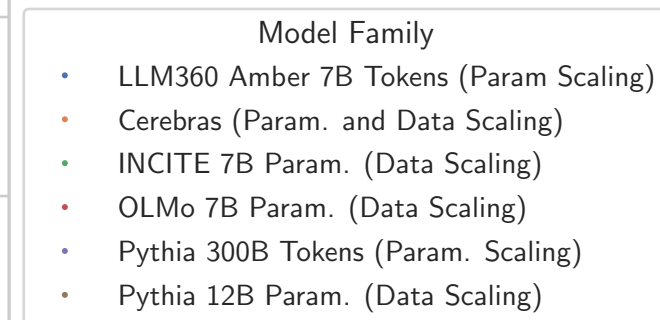 Model Family
LLM360 Amber 7B Tokens (Param Scaling)
Cerebras (Param. and Data Scaling)
INCITE 7B Param. (Data Scaling)
OLMo 7B Param. (Data Scaling)
Pythia 300B Tokens (Param. Scaling)
Pythia 12B Param. (Data Scaling)